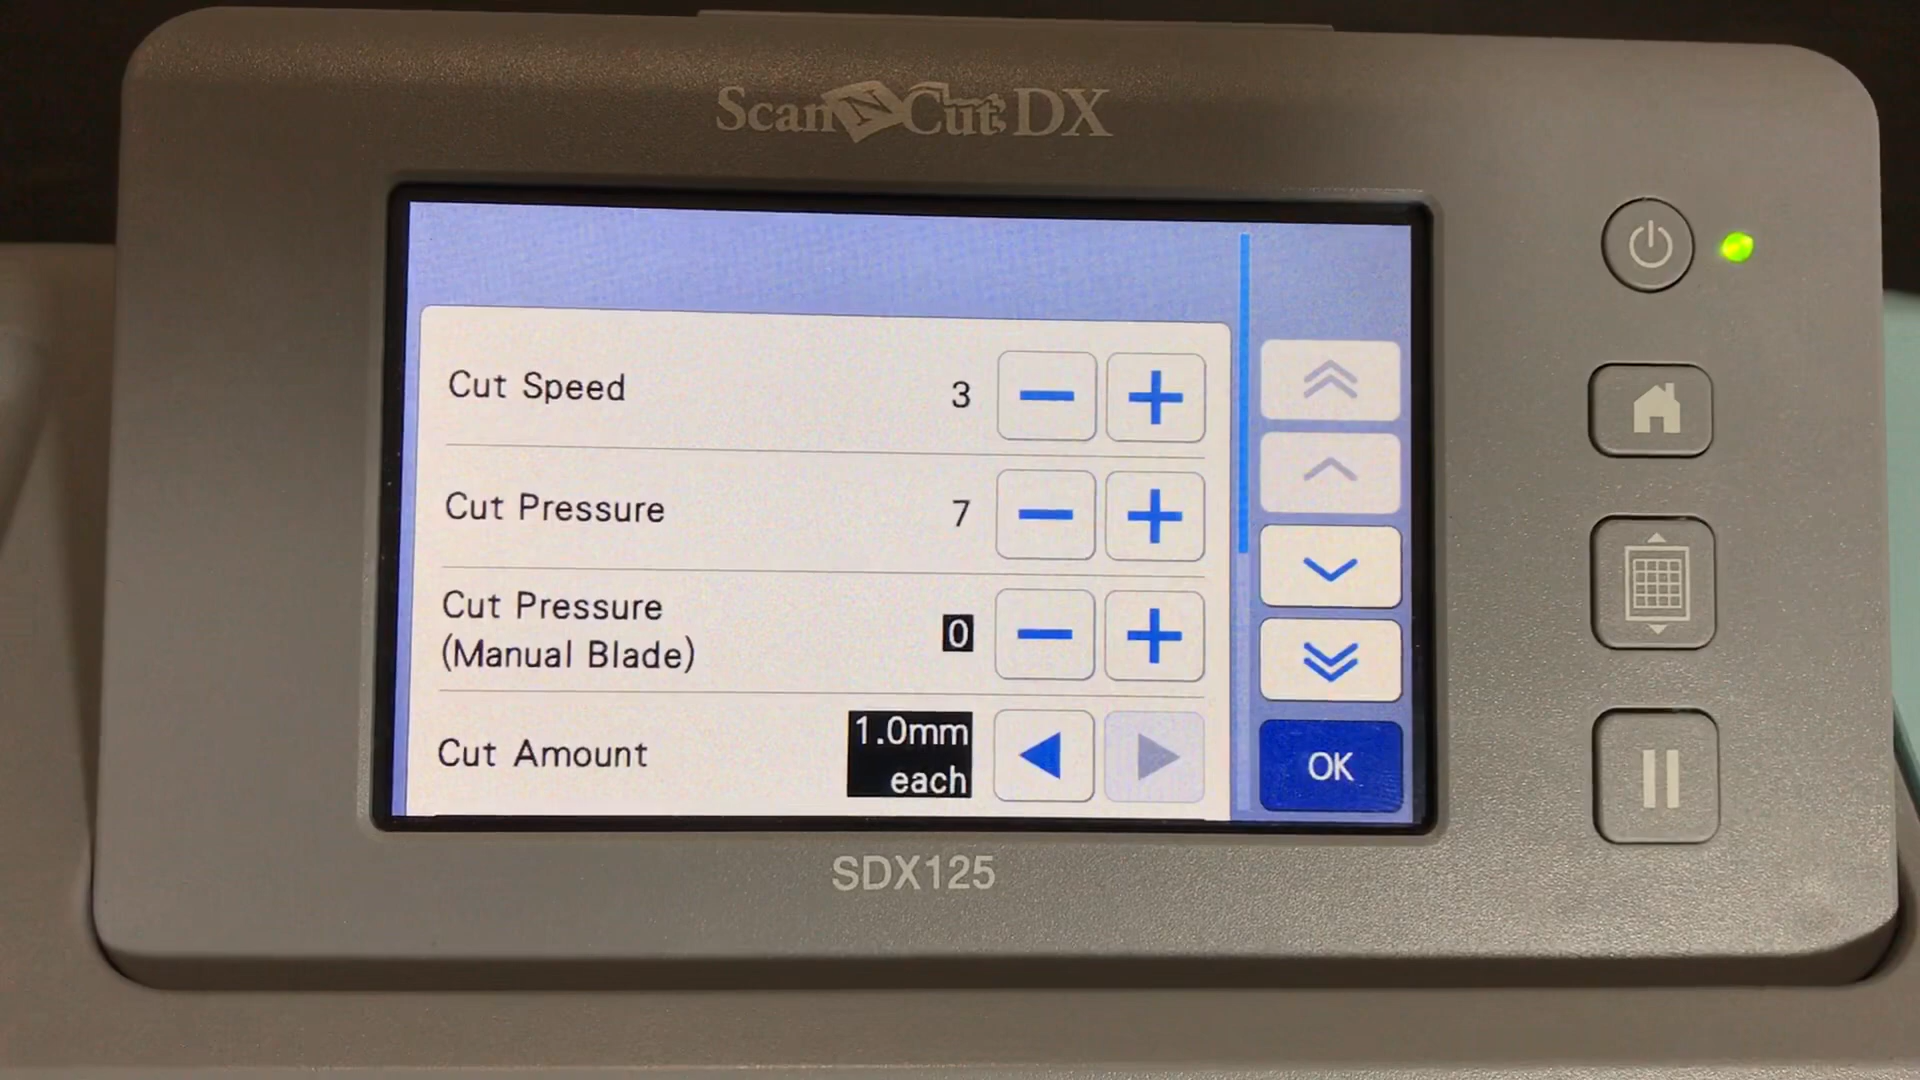 ScanNCut DX
Cut Speed 3
Cut Pressure 7
Cut Pressure
(Manual Blade) 0
Cut Amount 1.0mm
each
OK
SDX125